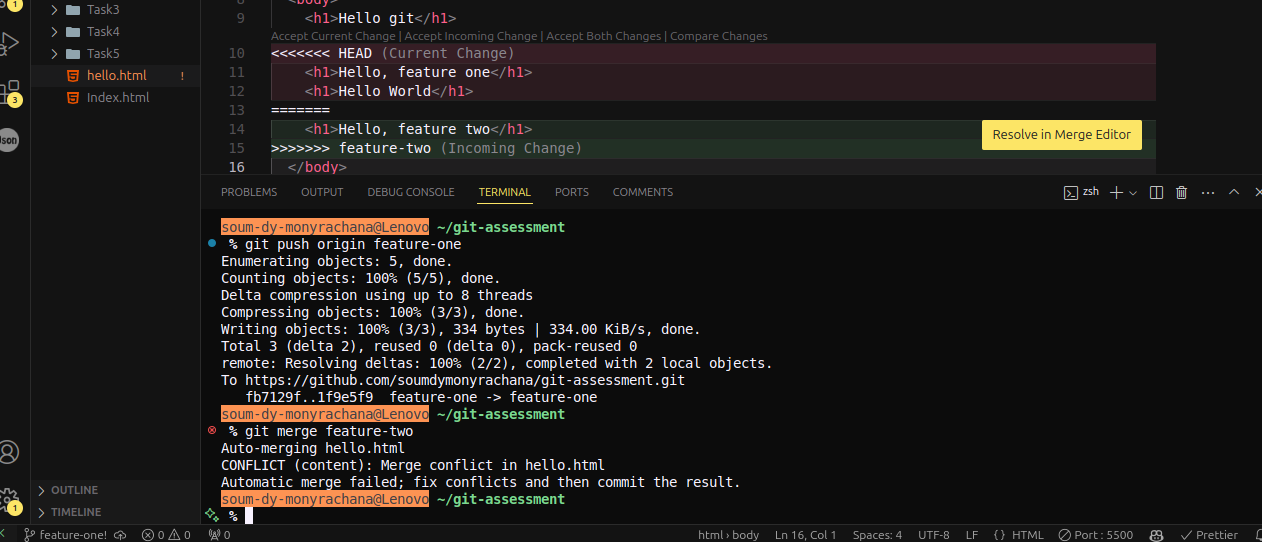 1
Task3
Task4
Task5
hello.html !
Index.html
3
Json
8 <body>
9 <h1>Hello git</h1>
Accept Current Change | Accept Incoming Change | Accept Both Changes | Compare Changes
10 <<<<<<< HEAD (Current Change)
11 <h1>Hello, feature one</h1>
12 <h1>Hello World</h1>
13 =======
14 <h1>Hello, feature two</h1>
Resolve in Merge Editor
15 >>>>>>> feature-two (Incoming Change)
16 </body>
PROBLEMS OUTPUT DEBUG CONSOLE TERMINAL PORTS COMMENTS zsh
soum-dy-monyrachana@Lenovo ~/git-assessment
% git push origin feature-one
Enumerating objects: 5, done.
Counting objects: 100% (5/5), done.
Delta compression using up to 8 threads
Compressing objects: 100% (3/3), done.
Writing objects: 100% (3/3), 334 bytes | 334.00 KiB/s, done.
Total 3 (delta 2), reused 0 (delta 0), pack-reused 0
remote: Resolving deltas: 100% (2/2), completed with 2 local objects.
To https://github.com/soumdymonyrachana/git-assessment.git
fb7129f..1f9e5f9 feature-one -> feature-one
soum-dy-monyrachana@Lenovo ~/git-assessment
% git merge feature-two
Auto-merging hello.html
CONFLICT (content): Merge conflict in hello.html
Automatic merge failed; fix conflicts and then commit the result.
soum-dy-monyrachana@Lenovo ~/git-assessment
%
OUTLINE
1
TIMELINE
feature-one! 0 0 0 html › body Ln 16, Col 1 Spaces: 4 UTF-8 LF {} HTML Port : 5500 Prettier